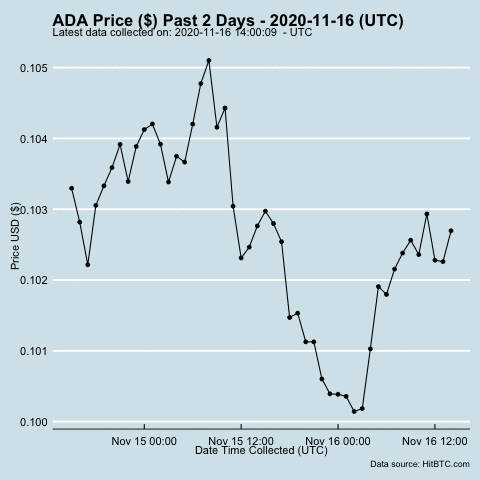 ADA Price ($) Past 2 Days - 2020-11-16 (UTC)
Latest data collected on: 2020-11-16 14:00:09 - UTC
0.105
0.104
0.103
0.102
0.101
0.100
Price USD ($)
Nov 15 00:00
Nov 15 12:00
Nov 16 00:00
Nov 16 12:00
Date Time Collected (UTC)
Data source: HitBTC.com